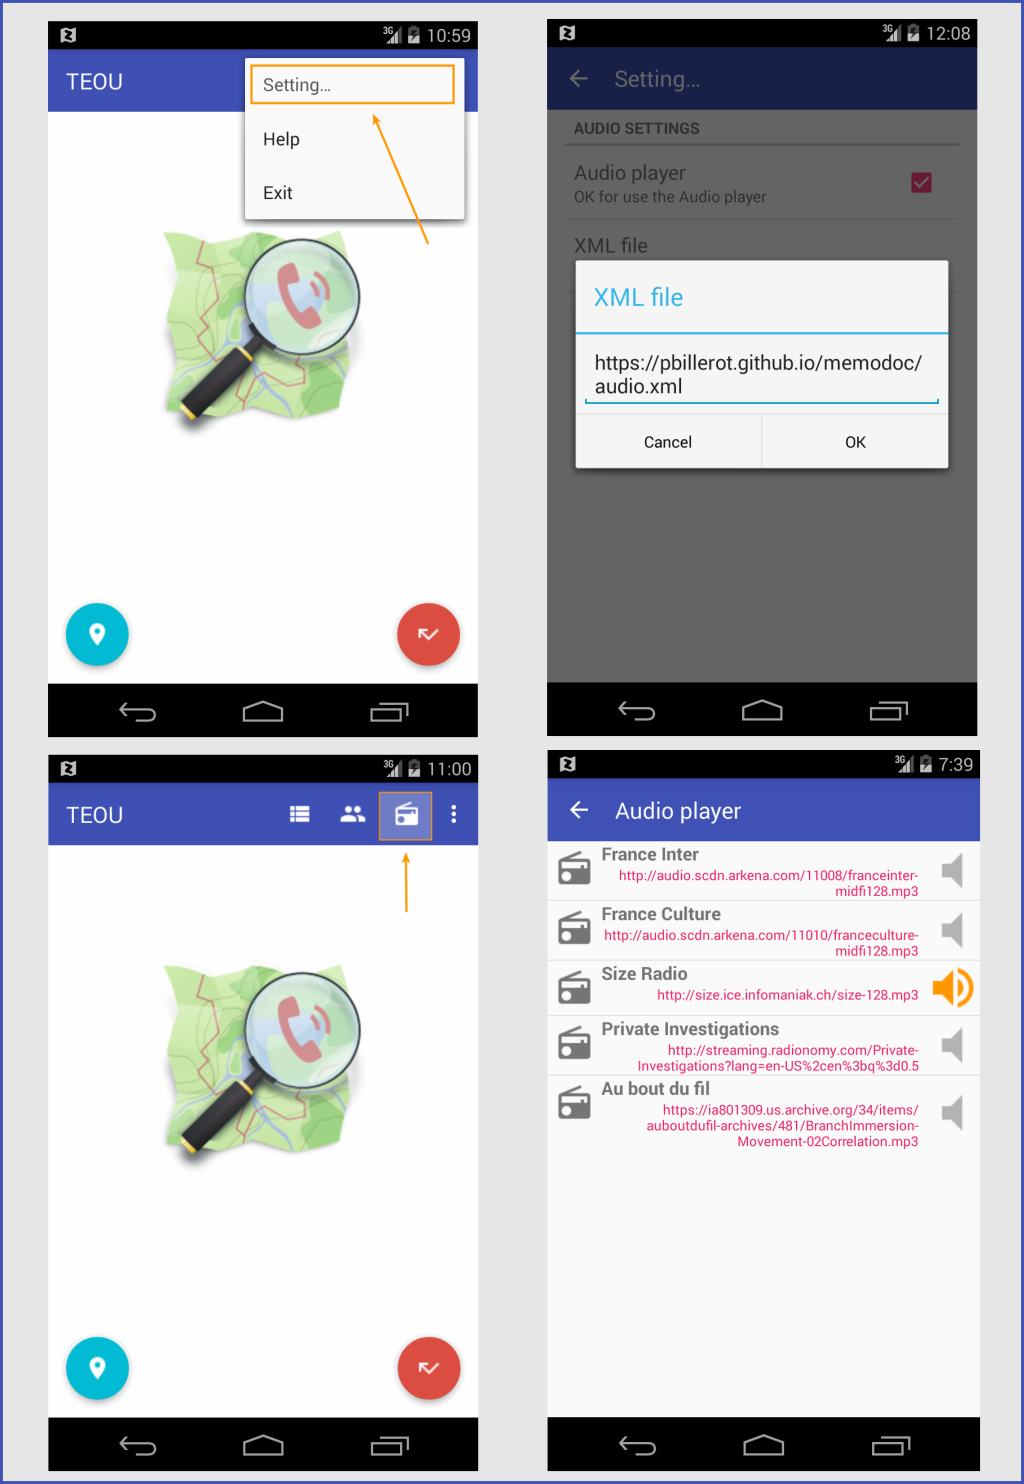 3G 10:59
TEOU
Setting...
Help
Exit
3G 12:08
Setting...
AUDIO SETTINGS
Audio player
OK for use the Audio player
XML file
XML file
https://pbillerot.github.io/memodoc/
audio.xml
Cancel
OK
3G 11:00
TEOU
3G 7:39
Audio player
France Inter
http://audio.scdn.arkena.com/11008/franceinter-
midfi128.mp3
France Culture
http://audio.scdn.arkena.com/11010/franceculture-
midfi128.mp3
Size Radio
http://size.ice.infomaniak.ch/size-128.mp3
Private Investigations
http://streaming.radionomy.com/Private-
Investigations?lang=en-US%2cen%3bq%3d0.5
Au bout du fil
https://ia801309.us.archive.org/34/items/
auboutdufil-archives/481/BranchImmersion-
Movement-02Correlation.mp3